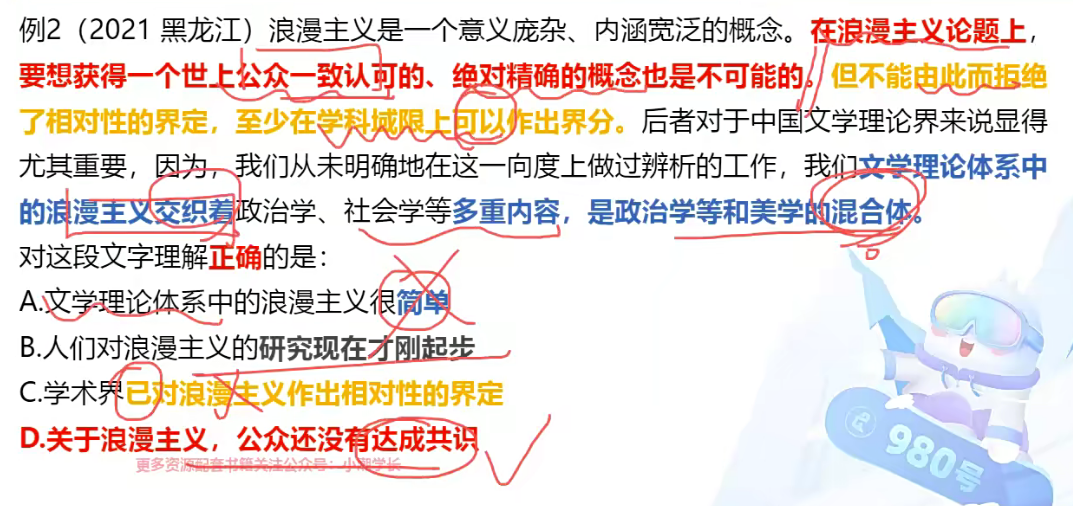 例2（2021 黑龙江）浪漫主义是一个意义庞杂、内涵宽泛的概念。在浪漫主义论题上，
要想获得一个世上公众一致认可的、绝对精确的概念也是不可能的。但不能由此而拒绝
了相对性的界定，至少在学科域限上可以作出界分。后者对于中国文学理论界来说显得
尤其重要，因为，我们从未明确地在这一向度上做过辨析的工作，我们文学理论体系中
的浪漫主义交织着政治学、社会学等多重内容，是政治学等和美学的混合体。
对这段文字理解正确的是：
A.文学理论体系中的浪漫主义很简单
B.人们对浪漫主义的研究现在才刚起步
C.学术界已对浪漫主义作出相对性的界定
D.关于浪漫主义，公众还没有达成共识
更多资源配套书籍关注公众号：小潮学长
980号